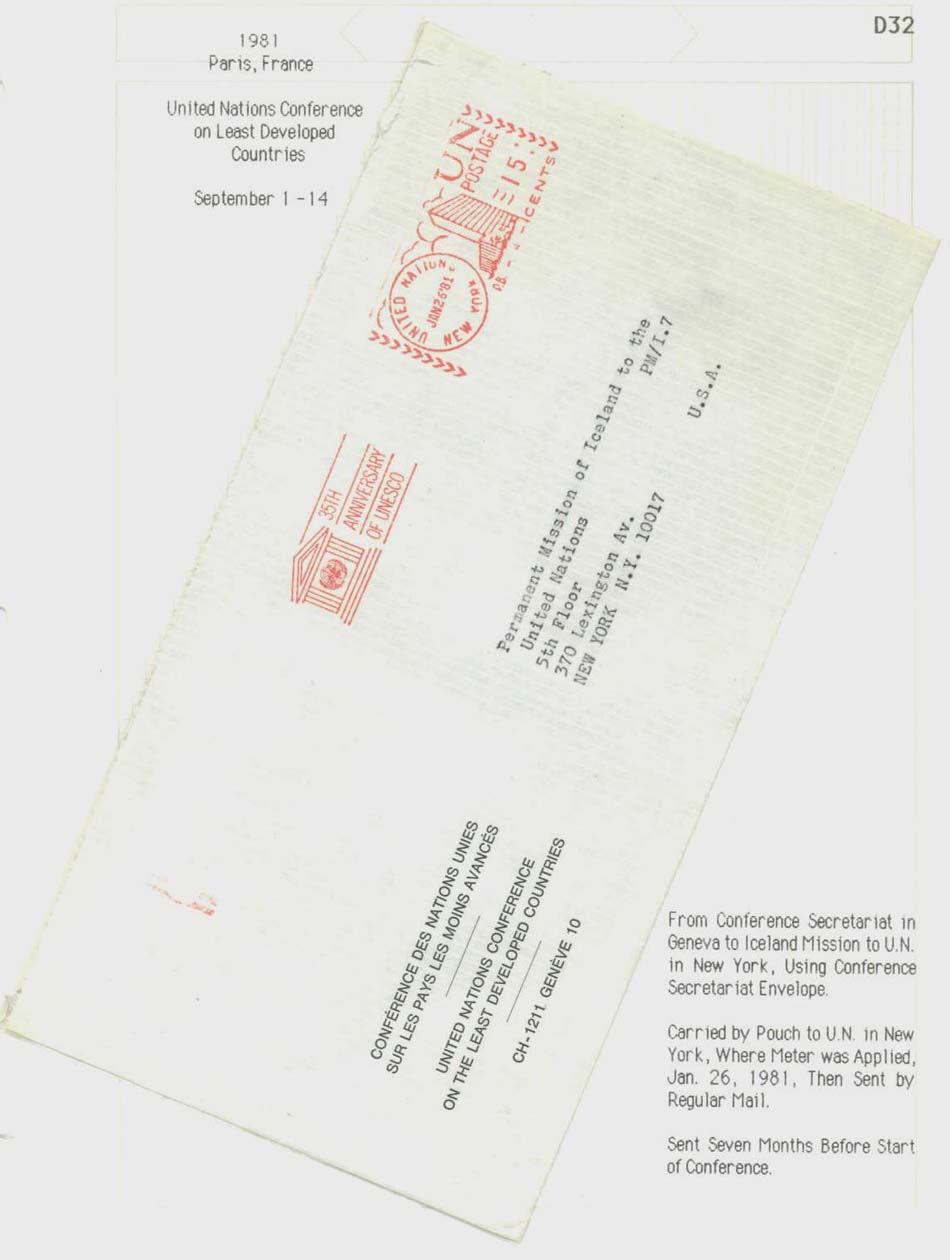 D32
1981
Paris, France
United Nations Conference
on Least Developed
Countries
September 1 - 14
UN
POSTAGE
15
CENTS
P.B.
UNITED NATIONS
JAN26'81
NEW YORK
35TH
ANNIVERSARY
OF UNESCO
Permanent Mission of Iceland to the
United Nations PM/I.7
5th Floor
370 Lexington Av.
NEW YORK N.Y. 10017
U.S.A.
CONFÉRENCE DES NATIONS UNIES
SUR LES PAYS LES MOINS AVANCÉS
UNITED NATIONS CONFERENCE
ON THE LEAST DEVELOPED COUNTRIES
CH-1211 GENÈVE 10
From Conference Secretariat in
Geneva to Iceland Mission to U.N.
in New York, Using Conference
Secretariat Envelope.
Carried by Pouch to U.N. in New
York, Where Meter was Applied,
Jan. 26, 1981, Then Sent by
Regular Mail.
Sent Seven Months Before Start
of Conference.